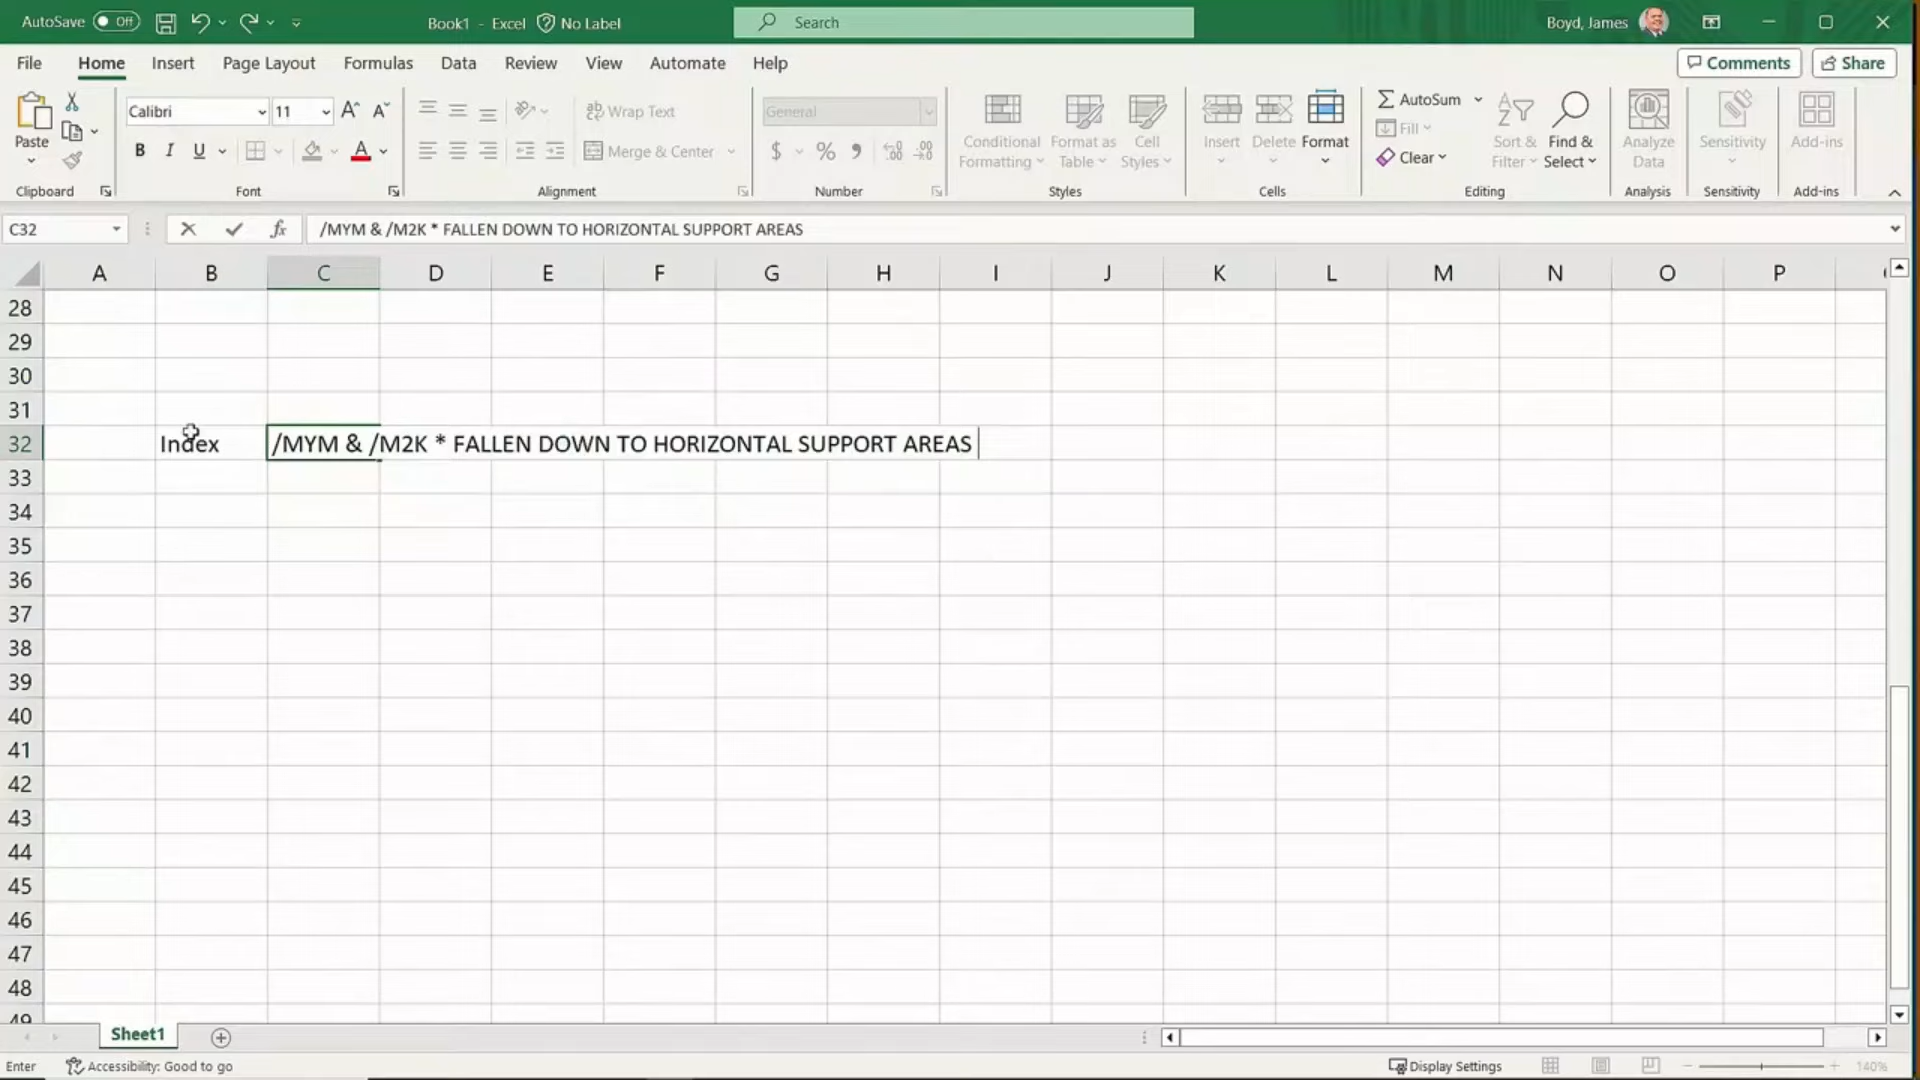 AutoSave Off Book1 - Excel No Label Search Boyd, James
File Home Insert Page Layout Formulas Data Review View Automate Help Comments Share
Paste
Calibri 11
B I U A
Wrap Text
Merge & Center
General
$ % 9
Conditional Formatting
Format as Table
Cell Styles
Insert Delete Format
AutoSum
Fill
Clear
Sort & Filter
Find & Select
Analyze Data
Sensitivity
Add-ins
Clipboard Font Alignment Number Styles Cells Editing Analysis Sensitivity Add-ins
C32 fx /MYM & /M2K * FALLEN DOWN TO HORIZONTAL SUPPORT AREAS
A B C D E F G H I J K L M N O P
28
29
30
31
32 Index /MYM & /M2K * FALLEN DOWN TO HORIZONTAL SUPPORT AREAS
33
34
35
36
37
38
39
40
41
42
43
44
45
46
47
48
49
Sheet1
Enter Accessibility: Good to go Display Settings 140%